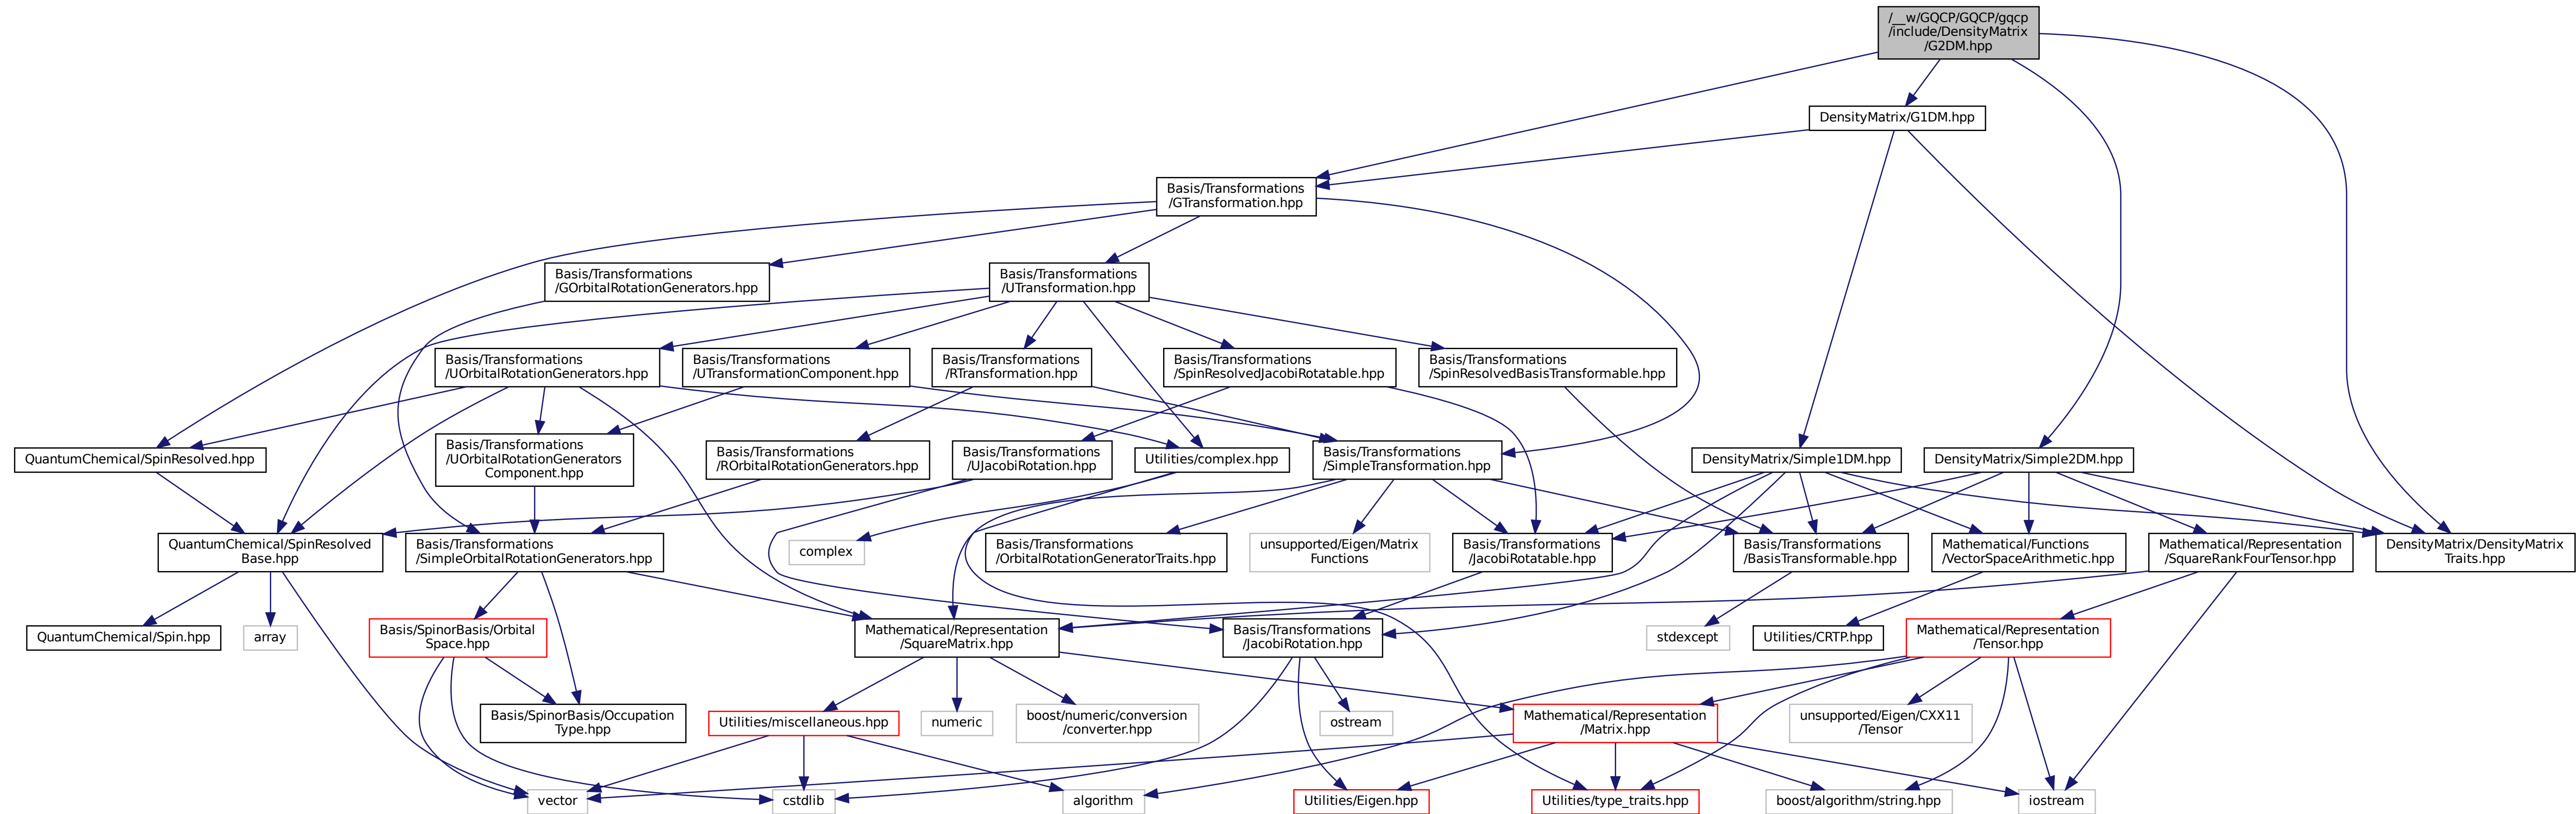 /__w/GQCP/GQCP/gqcp
/include/DensityMatrix
/G2DM.hpp
DensityMatrix/G1DM.hpp
Basis/Transformations
/GTransformation.hpp
Basis/Transformations
/GOrbitalRotationGenerators.hpp
Basis/Transformations
/UTransformation.hpp
Basis/Transformations
/UOrbitalRotationGenerators.hpp
Basis/Transformations
/UTransformationComponent.hpp
Basis/Transformations
/RTransformation.hpp
Basis/Transformations
/SpinResolvedJacobiRotatable.hpp
Basis/Transformations
/SpinResolvedBasisTransformable.hpp
QuantumChemical/SpinResolved.hpp
Basis/Transformations
/UOrbitalRotationGenerators
Component.hpp
Basis/Transformations
/ROrbitalRotationGenerators.hpp
Basis/Transformations
/UJacobiRotation.hpp
Utilities/complex.hpp
Basis/Transformations
/SimpleTransformation.hpp
DensityMatrix/Simple1DM.hpp
DensityMatrix/Simple2DM.hpp
QuantumChemical/SpinResolved
Base.hpp
Basis/Transformations
/SimpleOrbitalRotationGenerators.hpp
complex
Basis/Transformations
/OrbitalRotationGeneratorTraits.hpp
unsupported/Eigen/Matrix
Functions
Basis/Transformations
/JacobiRotatable.hpp
Basis/Transformations
/BasisTransformable.hpp
Mathematical/Functions
/VectorSpaceArithmetic.hpp
Mathematical/Representation
/SquareRankFourTensor.hpp
DensityMatrix/DensityMatrix
Traits.hpp
QuantumChemical/Spin.hpp
array
Basis/SpinorBasis/Orbital
Space.hpp
Mathematical/Representation
/SquareMatrix.hpp
Basis/Transformations
/JacobiRotation.hpp
stdexcept
Utilities/CRTP.hpp
Mathematical/Representation
/Tensor.hpp
Basis/SpinorBasis/Occupation
Type.hpp
Utilities/miscellaneous.hpp
numeric
boost/numeric/conversion
/converter.hpp
ostream
Mathematical/Representation
/Matrix.hpp
unsupported/Eigen/CXX11
/Tensor
vector
cstdlib
algorithm
Utilities/Eigen.hpp
Utilities/type_traits.hpp
boost/algorithm/string.hpp
iostream